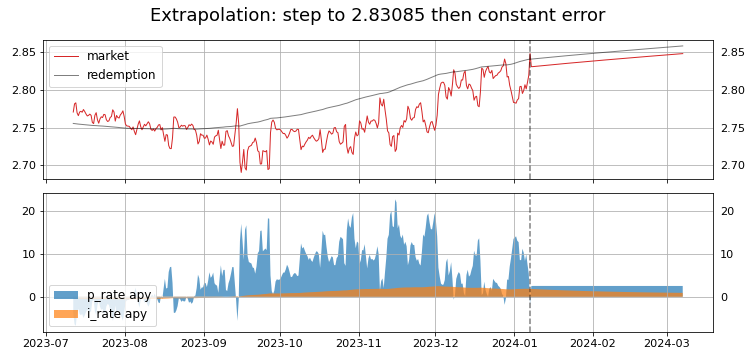 Extrapolation: step to 2.83085 then constant error
2.85 2.85
market
redemption
2.80 2.80
2.75 2.75
2.70 2.70
20 20
10 10
0 0
p_rate apy
i_rate apy
2023-07 2023-08 2023-09 2023-10 2023-11 2023-12 2024-01 2024-02 2024-03